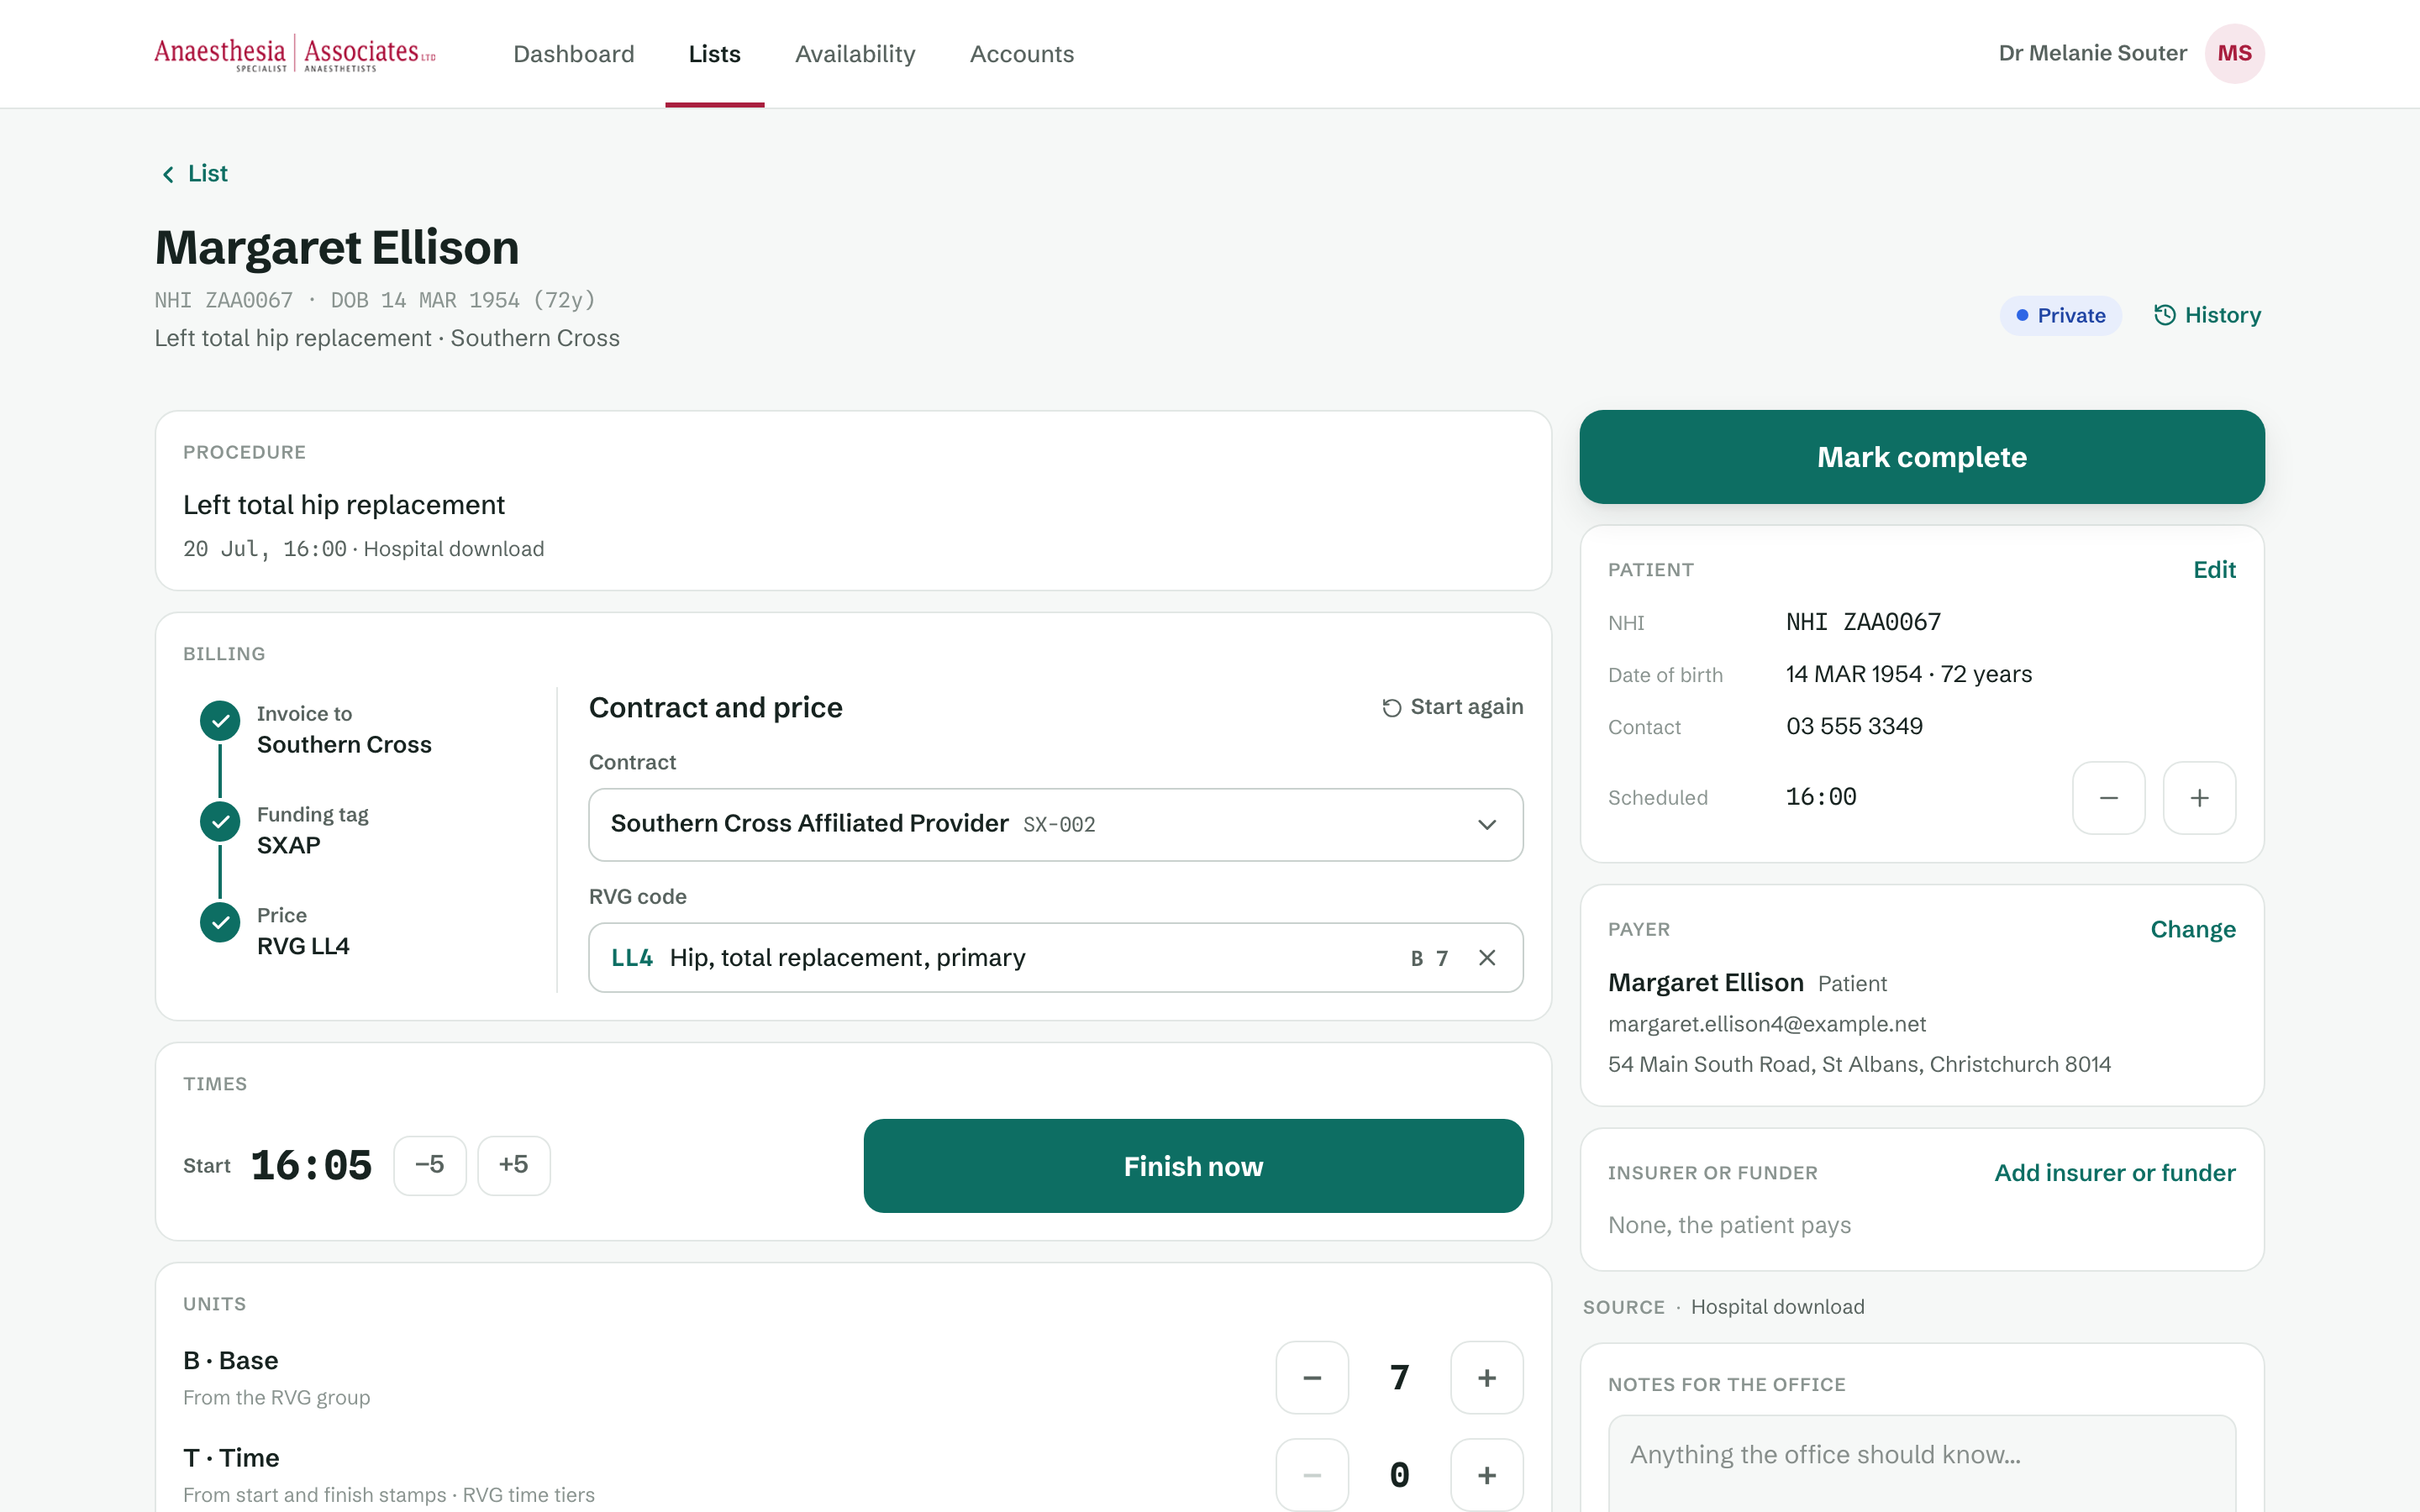 Anaesthesia Associates LTD
SPECIALIST ANAESTHETISTS
Dashboard Lists Availability Accounts
Dr Melanie Souter MS
List
Margaret Ellison
NHI ZAA0067 · DOB 14 MAR 1954 (72y)
Left total hip replacement · Southern Cross
Private History
PROCEDURE
Left total hip replacement
20 Jul, 16:00 · Hospital download
BILLING
Invoice to
Southern Cross
Funding tag
SXAP
Price
RVG LL4
Contract and price
Start again
Contract
Southern Cross Affiliated Provider SX-002
RVG code
LL4 Hip, total replacement, primary B 7
TIMES
Start 16:05 −5 +5 Finish now
UNITS
B · Base
From the RVG group
− 7 +
T · Time
From start and finish stamps · RVG time tiers
− 0 +
Mark complete
PATIENT Edit
NHI NHI ZAA0067
Date of birth 14 MAR 1954 · 72 years
Contact 03 555 3349
Scheduled 16:00 − +
PAYER Change
Margaret Ellison Patient
margaret.ellison4@example.net
54 Main South Road, St Albans, Christchurch 8014
INSURER OR FUNDER Add insurer or funder
None, the patient pays
SOURCE · Hospital download
NOTES FOR THE OFFICE
Anything the office should know...